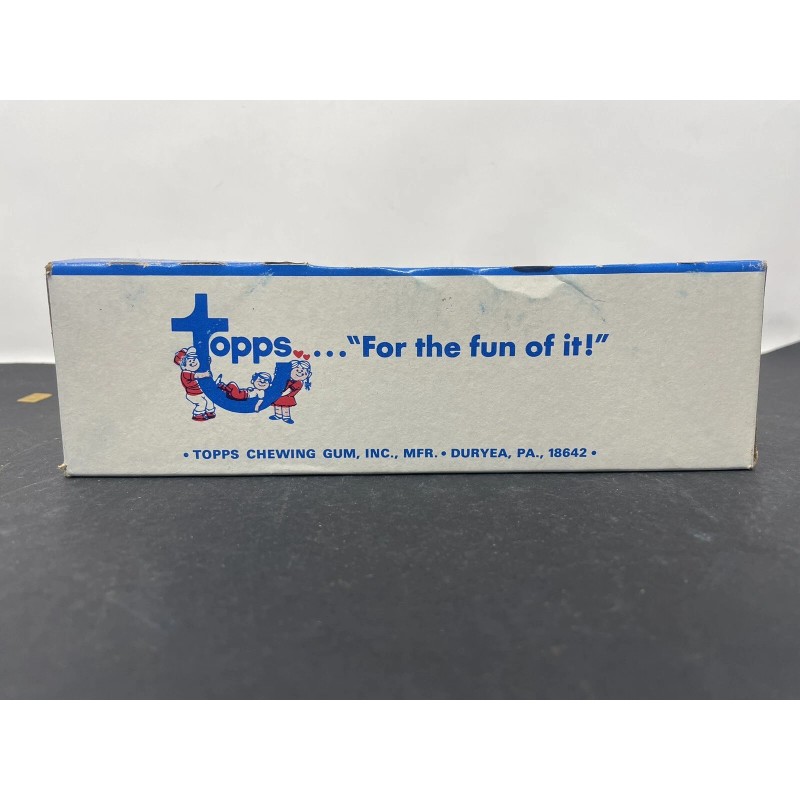 topps....."For the fun of it!"
• TOPPS CHEWING GUM, INC., MFR. • DURYEA, PA., 18642 •